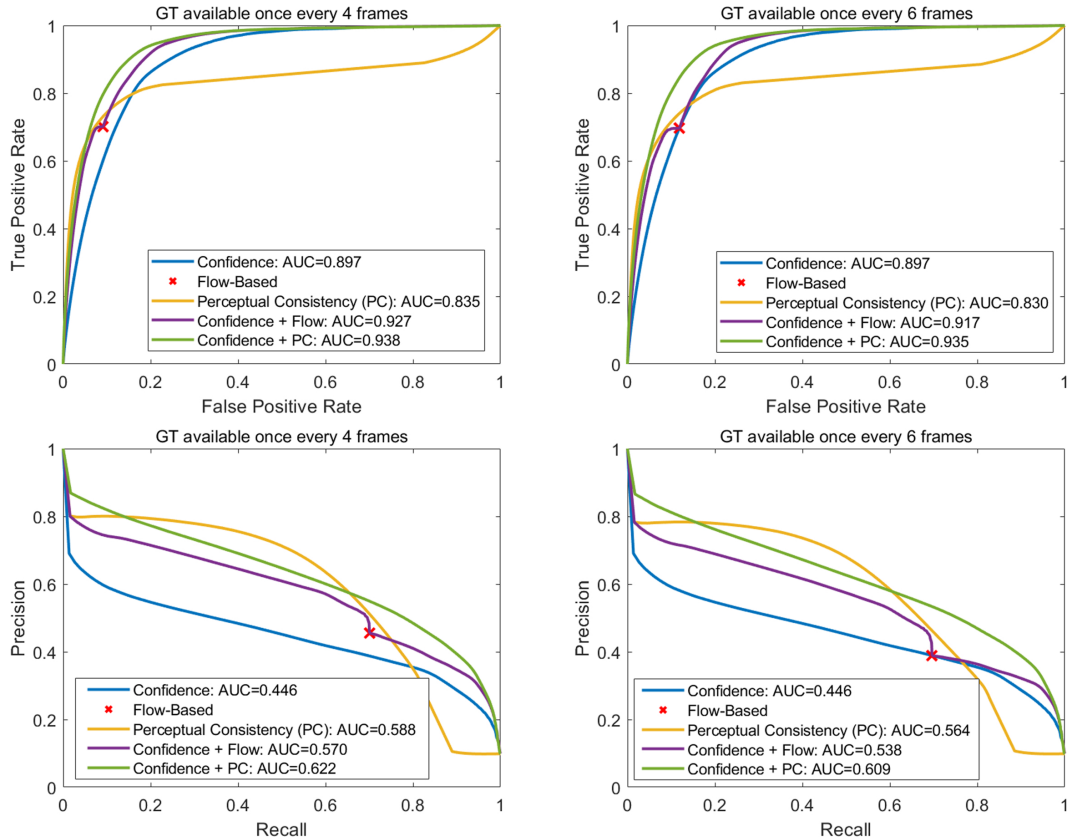 GT available once every 4 frames
True Positive Rate
1
0.8
0.6
0.4
0.2
0
Confidence: AUC=0.897
Flow-Based
Perceptual Consistency (PC): AUC=0.835
Confidence + Flow: AUC=0.927
Confidence + PC: AUC=0.938
0 0.2 0.4 0.6 0.8 1
False Positive Rate
GT available once every 6 frames
True Positive Rate
1
0.8
0.6
0.4
0.2
0
Confidence: AUC=0.897
Flow-Based
Perceptual Consistency (PC): AUC=0.830
Confidence + Flow: AUC=0.917
Confidence + PC: AUC=0.935
0 0.2 0.4 0.6 0.8 1
False Positive Rate
GT available once every 4 frames
Precision
1
0.8
0.6
0.4
0.2
0
Confidence: AUC=0.446
Flow-Based
Perceptual Consistency (PC): AUC=0.588
Confidence + Flow: AUC=0.570
Confidence + PC: AUC=0.622
0 0.2 0.4 0.6 0.8 1
Recall
GT available once every 6 frames
Precision
1
0.8
0.6
0.4
0.2
0
Confidence: AUC=0.446
Flow-Based
Perceptual Consistency (PC): AUC=0.564
Confidence + Flow: AUC=0.538
Confidence + PC: AUC=0.609
0 0.2 0.4 0.6 0.8 1
Recall